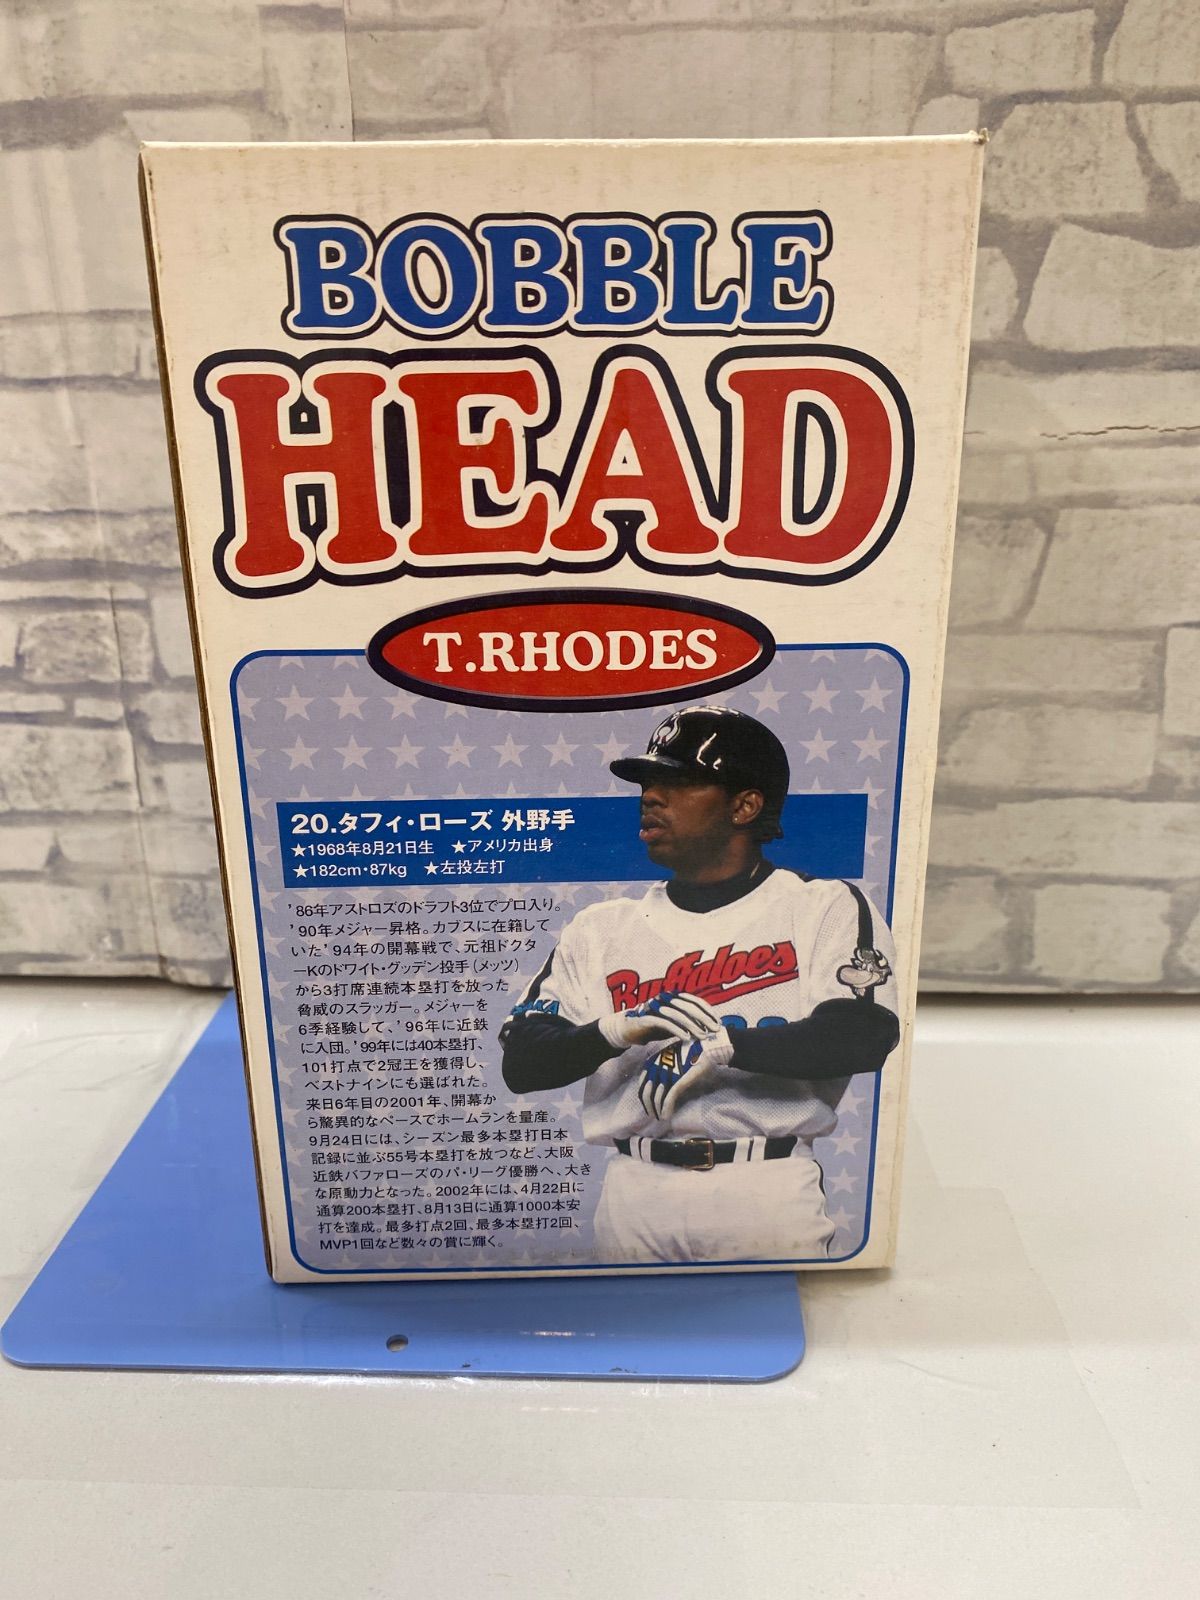 BOBBLE
HEAD
T.RHODES
20.タフィ・ローズ 外野手
★1968年8月21日生 ★アメリカ出身
★182cm・87kg ★左投左打
'86年アストロズのドラフト3位でプロ入り。
'90年メジャー昇格。カブスに在籍して
いた'94年の開幕戦で、元祖ドクタ
ーKのドワイト・グッデン投手（メッツ）
から3打席連続本塁打を放った
脅威のスラッガー。メジャーを
6季経験して、'96年に近鉄
に入団。'99年には40本塁打、
101打点で2冠王を獲得し、
ベストナインにも選ばれた。
来日6年目の2001年、開幕か
ら驚異的なペースでホームランを量産。
9月24日には、シーズン最多本塁打日本
記録に並ぶ55号本塁打を放つなど、大阪
近鉄バファローズのパ・リーグ優勝へ、大き
な原動力となった。2002年には、4月22日に
通算200本塁打、8月13日に通算1000本安
打を達成。最多打点2回、最多本塁打2回、
MVP1回など数々の賞に輝く。
Buffaloes